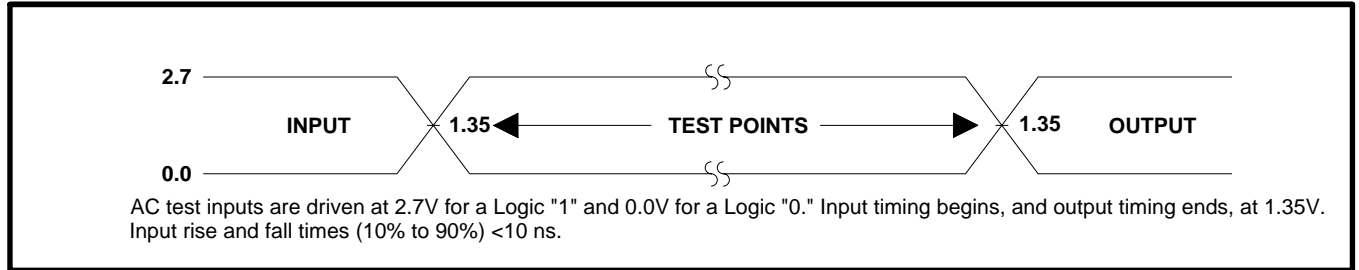 2.7
INPUT 1.35 TEST POINTS 1.35 OUTPUT
0.0
AC test inputs are driven at 2.7V for a Logic "1" and 0.0V for a Logic "0." Input timing begins, and output timing ends, at 1.35V.
Input rise and fall times (10% to 90%) <10 ns.